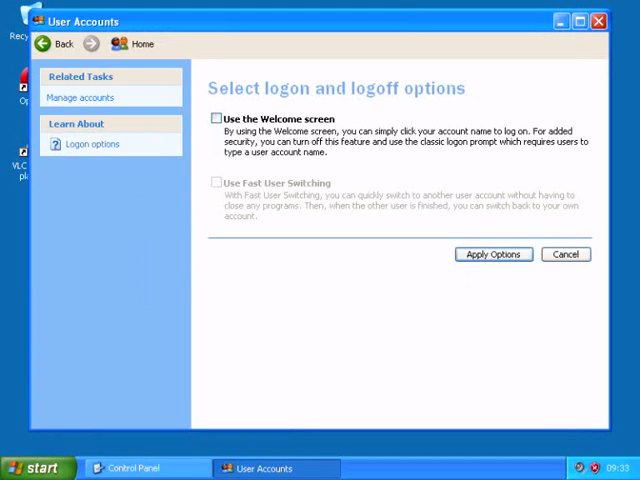 User Accounts
Recy
Back
Home
Related Tasks
Manage accounts
Learn About
Logon options
Op
VLC
pl
Select logon and logoff options
Use the Welcome screen
By using the Welcome screen, you can simply click your account name to log on. For added
security, you can turn off this feature and use the classic logon prompt which requires users to
type a user account name.
Use Fast User Switching
With Fast User Switching, you can quickly switch to another user account without having to
close any programs. Then, when the other user is finished, you can switch back to your own
account.
Apply Options
Cancel
start
Control Panel
User Accounts
09:33